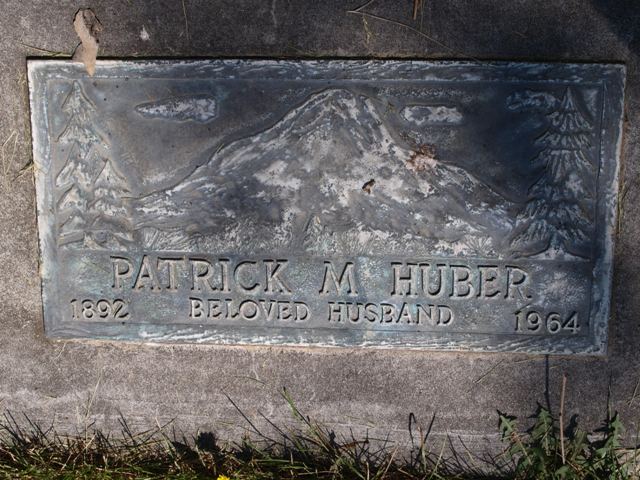 PATRICK M HUBER
1892 BELOVED HUSBAND 1964